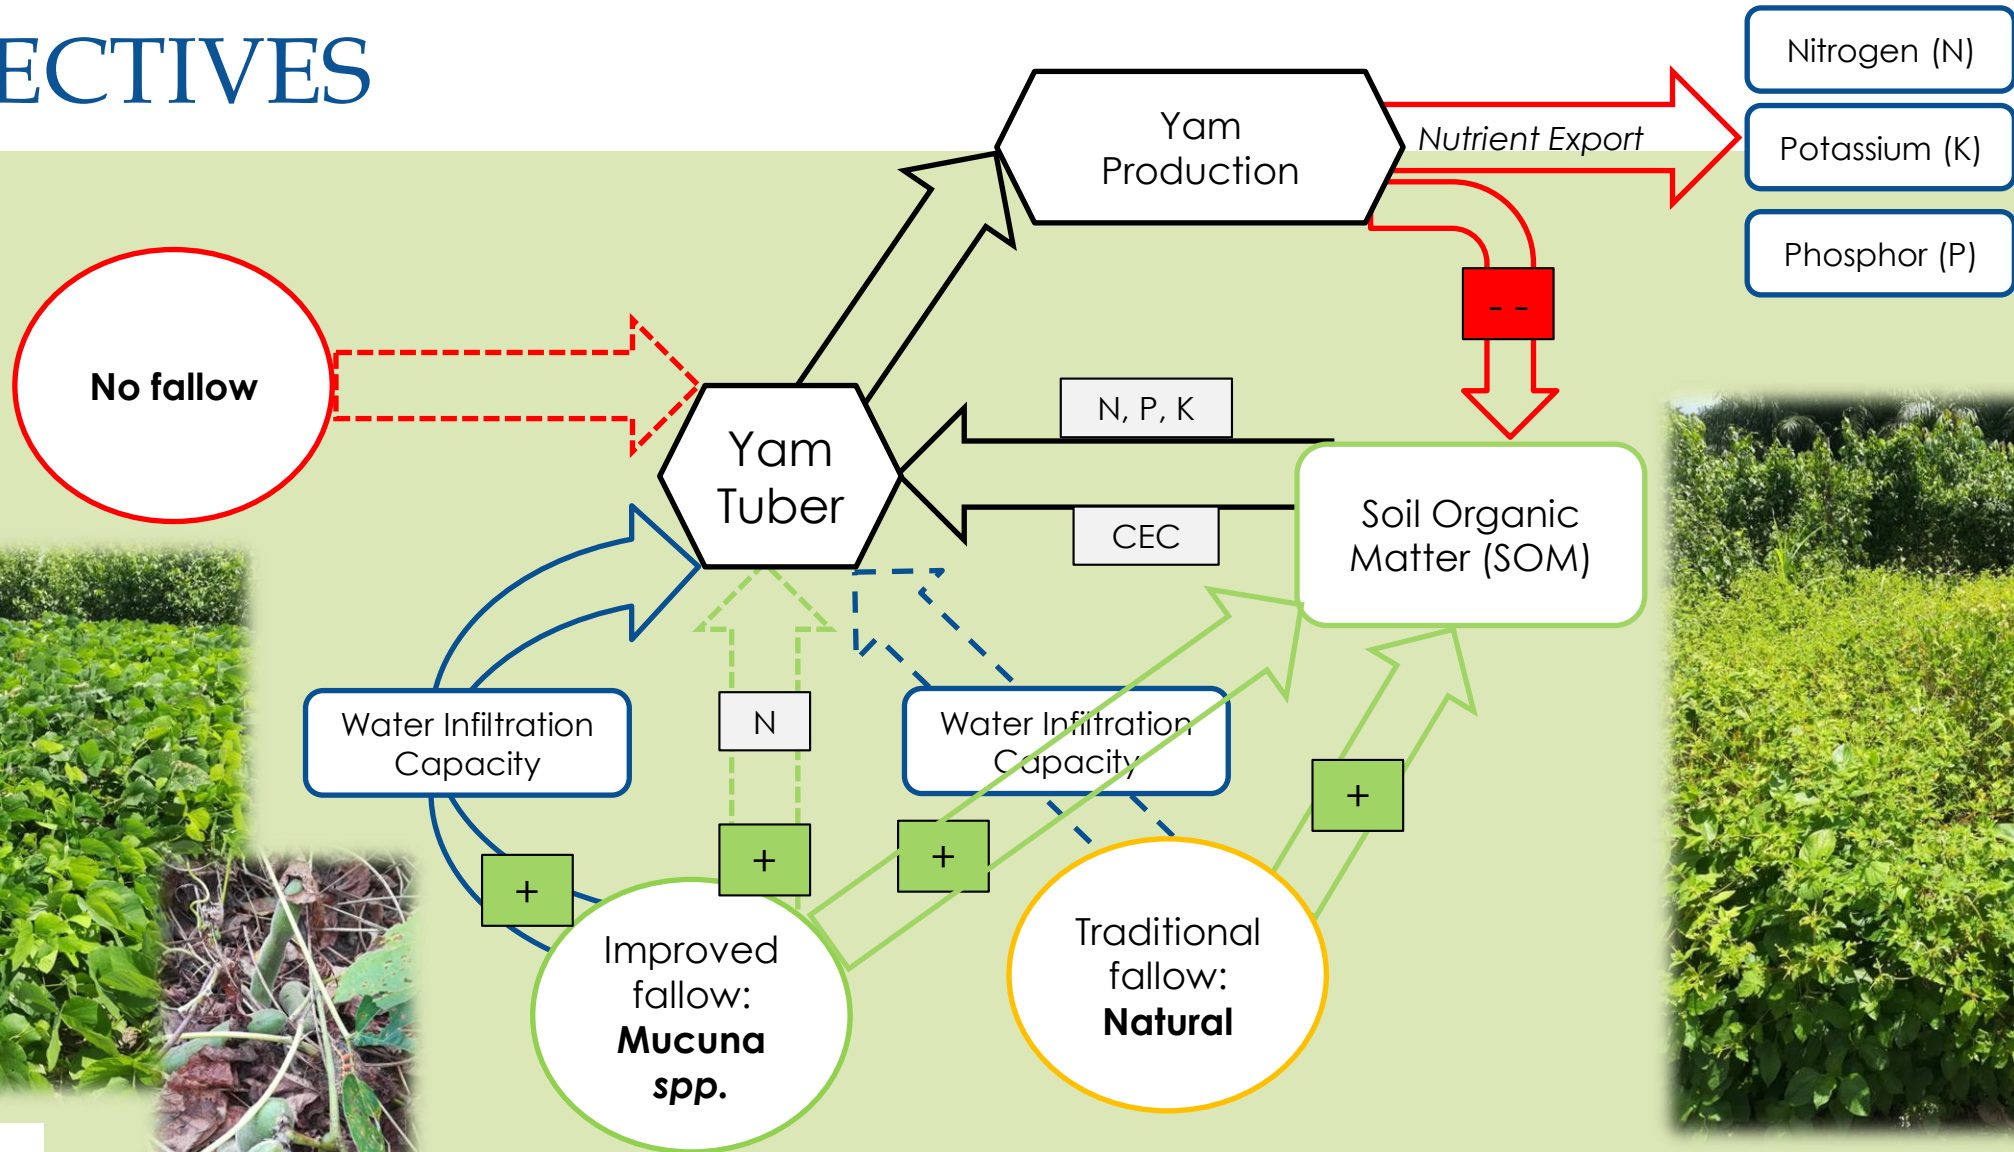 ECTIVES
Nitrogen (N)
Yam
Production
Nutrient Export
Potassium (K)
Phosphor (P)
- -
No fallow
N, P, K
Yam
Tuber
CEC
Soil Organic
Matter (SOM)
Water Infiltration
Capacity
N
Water Infiltration
Capacity
+
+
+
+
Improved
fallow:
Mucuna
spp.
Traditional
fallow:
Natural